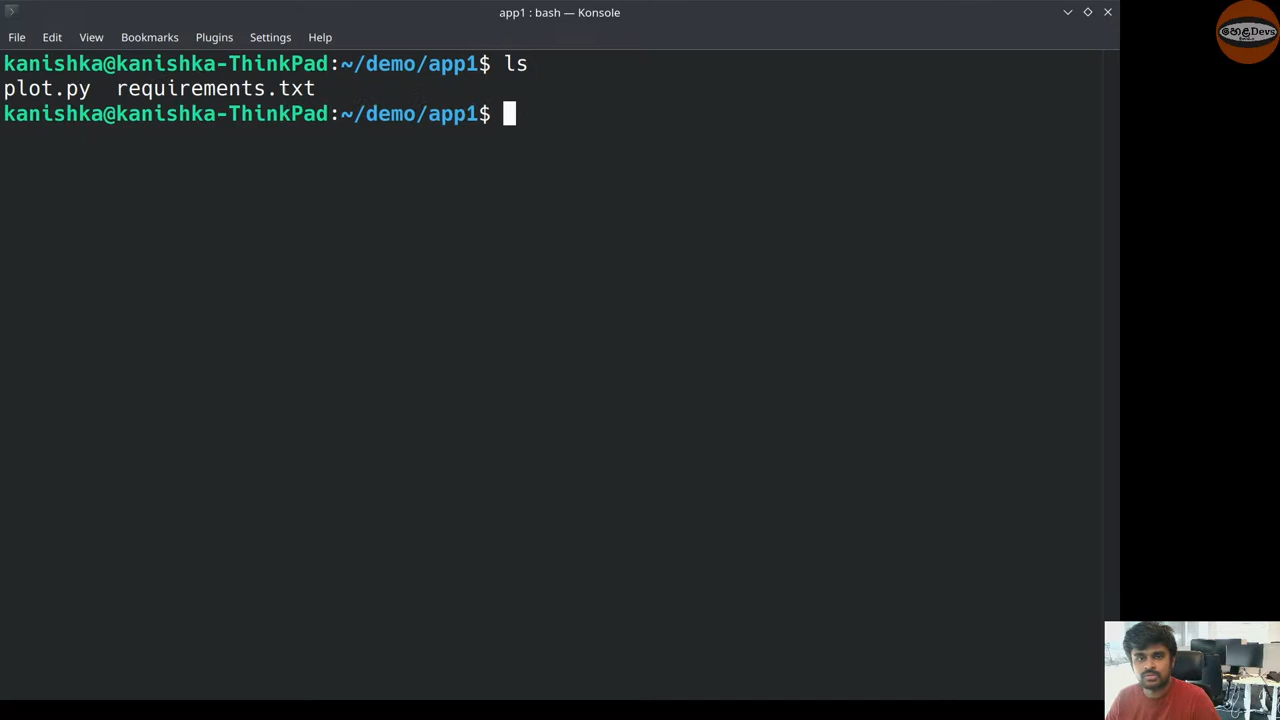 app1 : bash — Konsole
File Edit View Bookmarks Plugins Settings Help
kanishka@kanishka-ThinkPad:~/demo/app1$ ls
plot.py requirements.txt
kanishka@kanishka-ThinkPad:~/demo/app1$
හෙළDevs